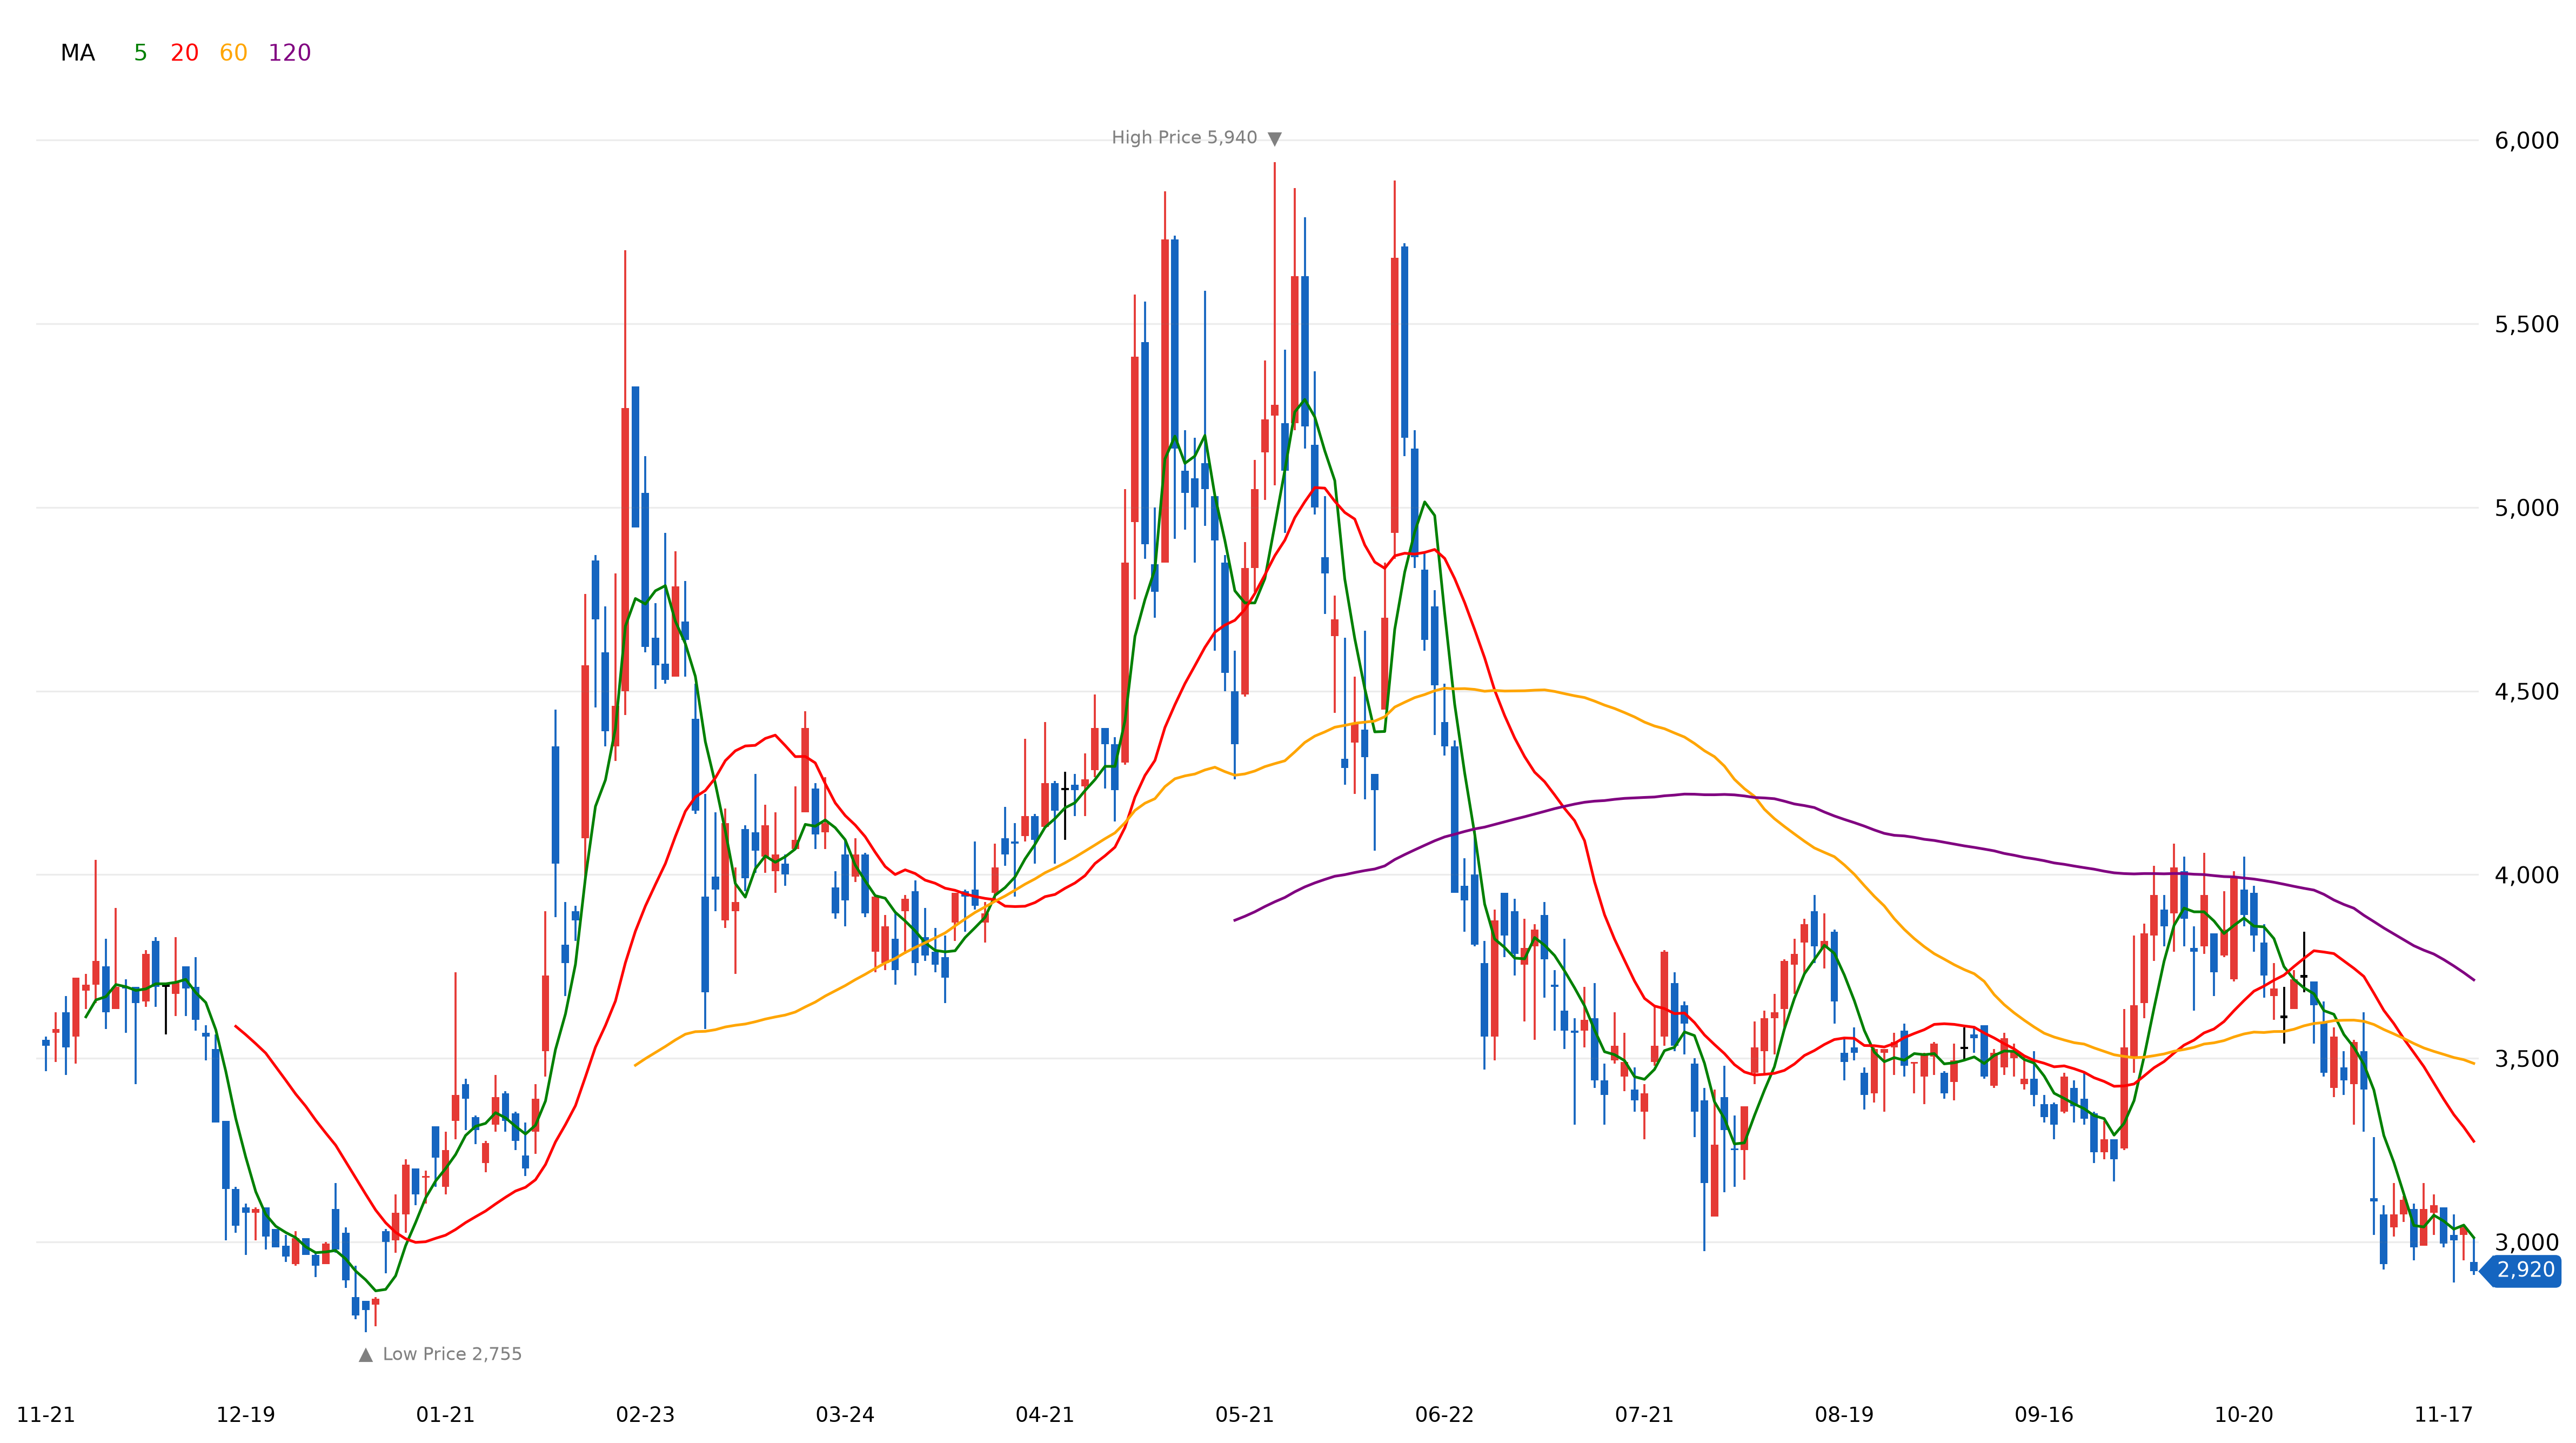 MA 5 20 60 120
High Price 5,940 ▼
6,000
5,500
5,000
4,500
4,000
3,500
3,000
2,920
▲ Low Price 2,755
11-21 12-19 01-21 02-23 03-24 04-21 05-21 06-22 07-21 08-19 09-16 10-20 11-17